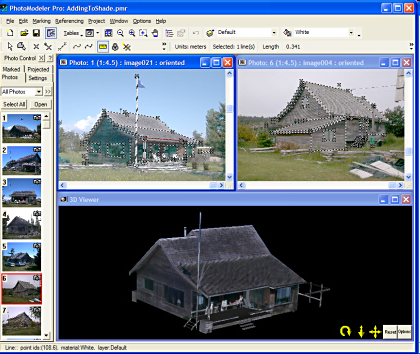 PhotoModeler Pro: AddingToShade.pmr
File Edit Marking Referencing Project Window Options Help
Tables Default White
Units: meters Selected: 1 line(s) Length 0.341
Photo Control X ?
Marked Projected
Photos Settings
All Photos >>
Select All Open
1
2
3
4
5
6
7
Photo: 1 (1:4.5) : image021 : oriented
Photo: 6 (1:4.5) : image004 : oriented
3D Viewer
Reset Options
Line: point ids:(108,6), material:White, layer:Default